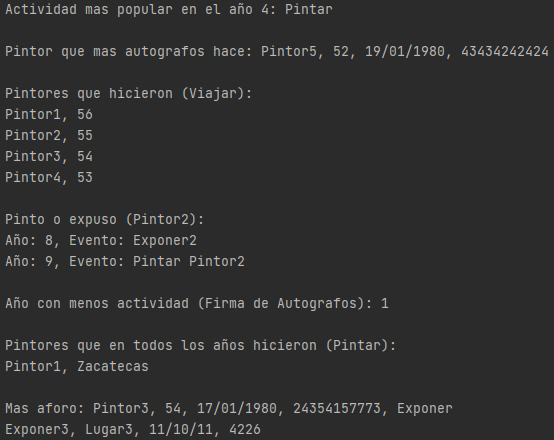 Actividad mas popular en el año 4: Pintar
Pintor que mas autografos hace: Pintor5, 52, 19/01/1980, 43434242424
Pintores que hicieron (Viajar):
Pintor1, 56
Pintor2, 55
Pintor3, 54
Pintor4, 53
Pinto o expuso (Pintor2):
Año: 8, Evento: Exponer2
Año: 9, Evento: Pintar Pintor2
Año con menos actividad (Firma de Autografos): 1
Pintores que en todos los años hicieron (Pintar):
Pintor1, Zacatecas
Mas aforo: Pintor3, 54, 17/01/1980, 24354157773, Exponer
Exponer3, Lugar3, 11/10/11, 4226